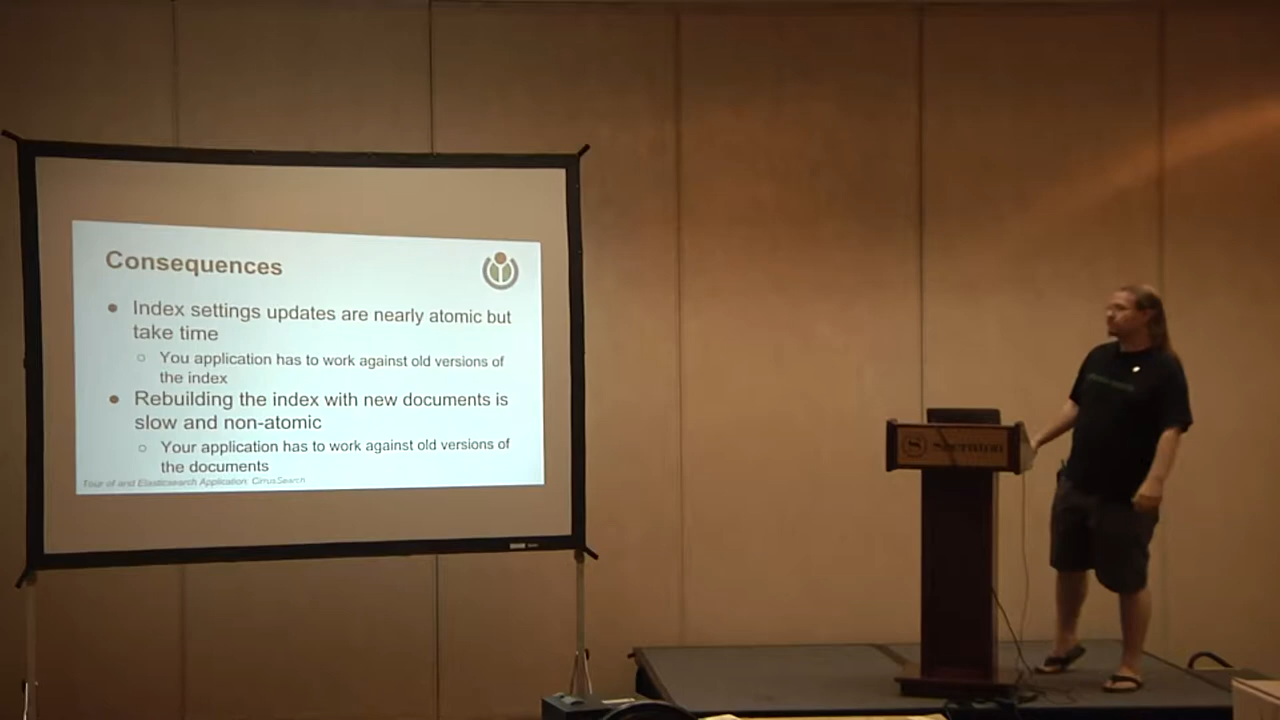 Consequences
Index settings updates are nearly atomic but
take time
You application has to work against old versions of
the index
Rebuilding the index with new documents is
slow and non-atomic
Your application has to work against old versions of
the documents
Tour of and Elasticsearch Application: CirrusSearch
Sheraton